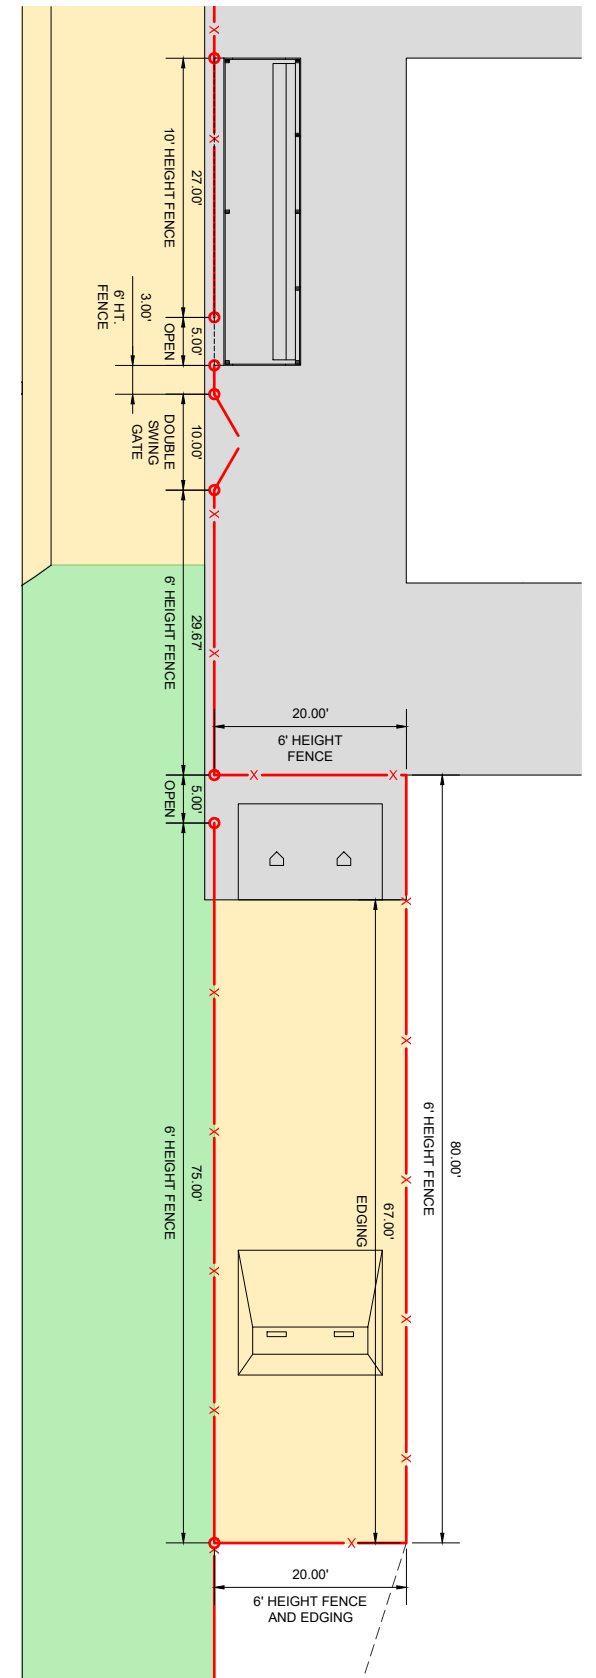 27.00'
10' HEIGHT FENCE
3.00'
6' HT.
FENCE
5.00'
OPEN
10.00'
DOUBLE
SWING
GATE
29.67'
6' HEIGHT FENCE
20.00'
6' HEIGHT
FENCE
5.00'
OPEN
80.00'
6' HEIGHT FENCE
67.00'
EDGING
75.00'
6' HEIGHT FENCE
20.00'
6' HEIGHT FENCE
AND EDGING